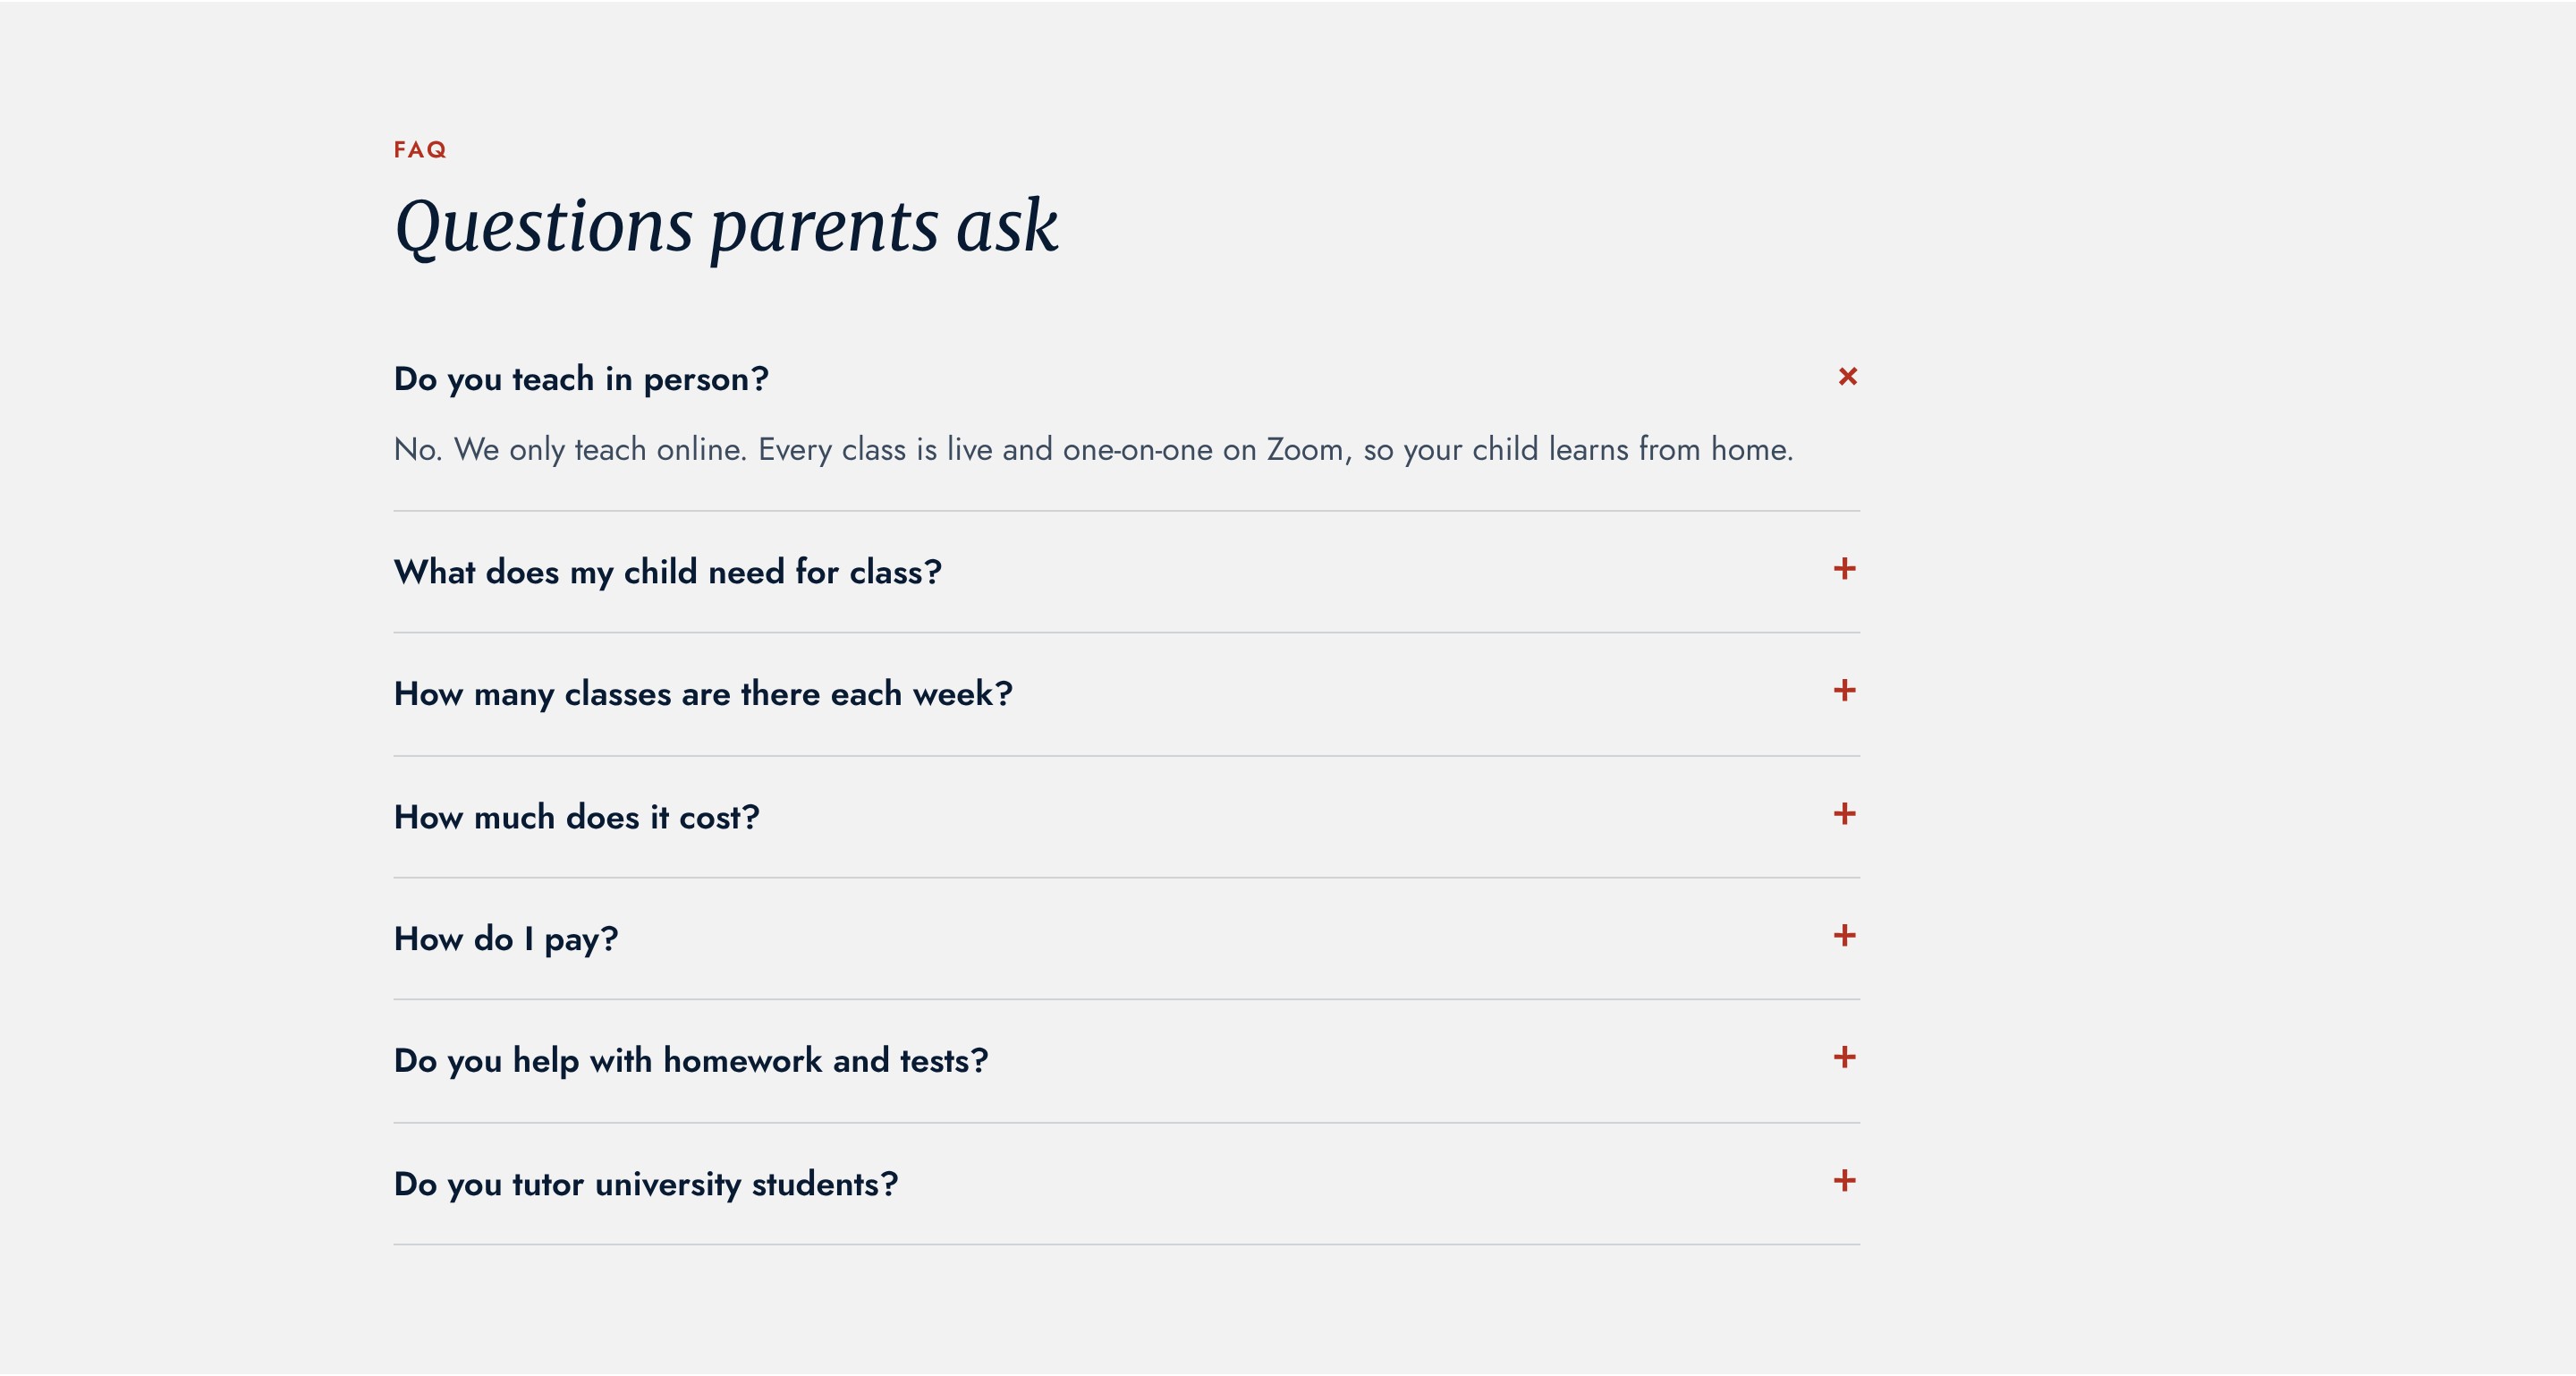 FAQ
Questions parents ask
Do you teach in person?
No. We only teach online. Every class is live and one-on-one on Zoom, so your child learns from home.
What does my child need for class?
How many classes are there each week?
How much does it cost?
How do I pay?
Do you help with homework and tests?
Do you tutor university students?